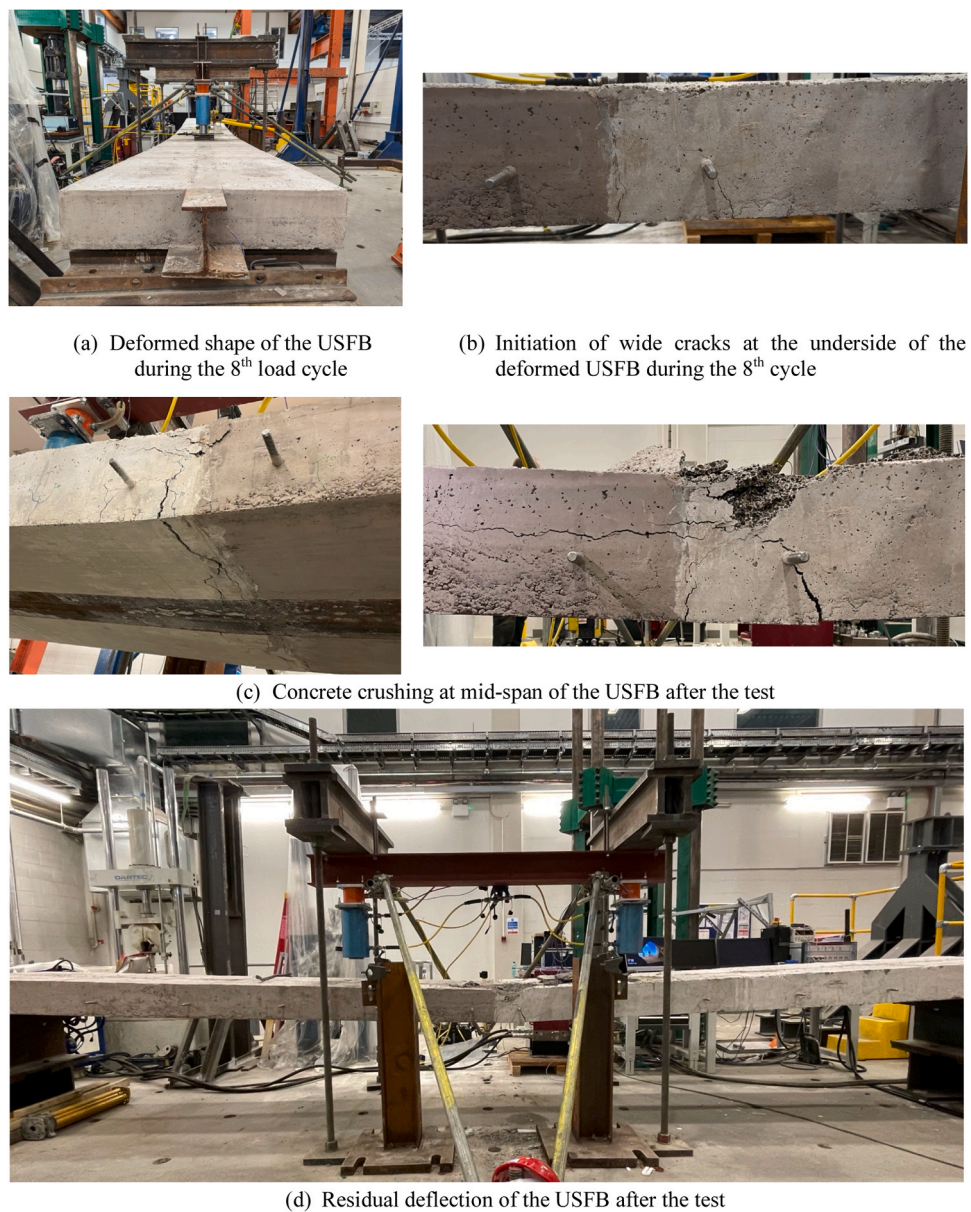 (a) Deformed shape of the USFB
during the 8th load cycle
(b) Initiation of wide cracks at the underside of the
deformed USFB during the 8th cycle
(c) Concrete crushing at mid-span of the USFB after the test
DARTEC
(d) Residual deflection of the USFB after the test